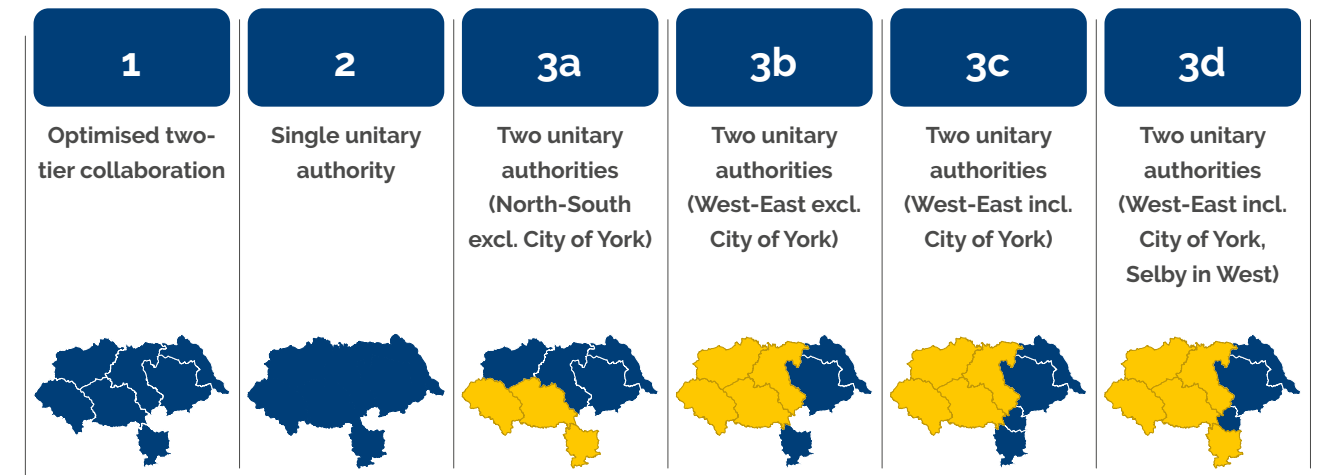 1
Optimised two-
tier collaboration
2
Single unitary
authority
3a
Two unitary
authorities
(North-South
excl. City of York)
3b
Two unitary
authorities
(West-East excl.
City of York)
3c
Two unitary
authorities
(West-East incl.
City of York)
3d
Two unitary
authorities
(West-East incl.
City of York,
Selby in West)